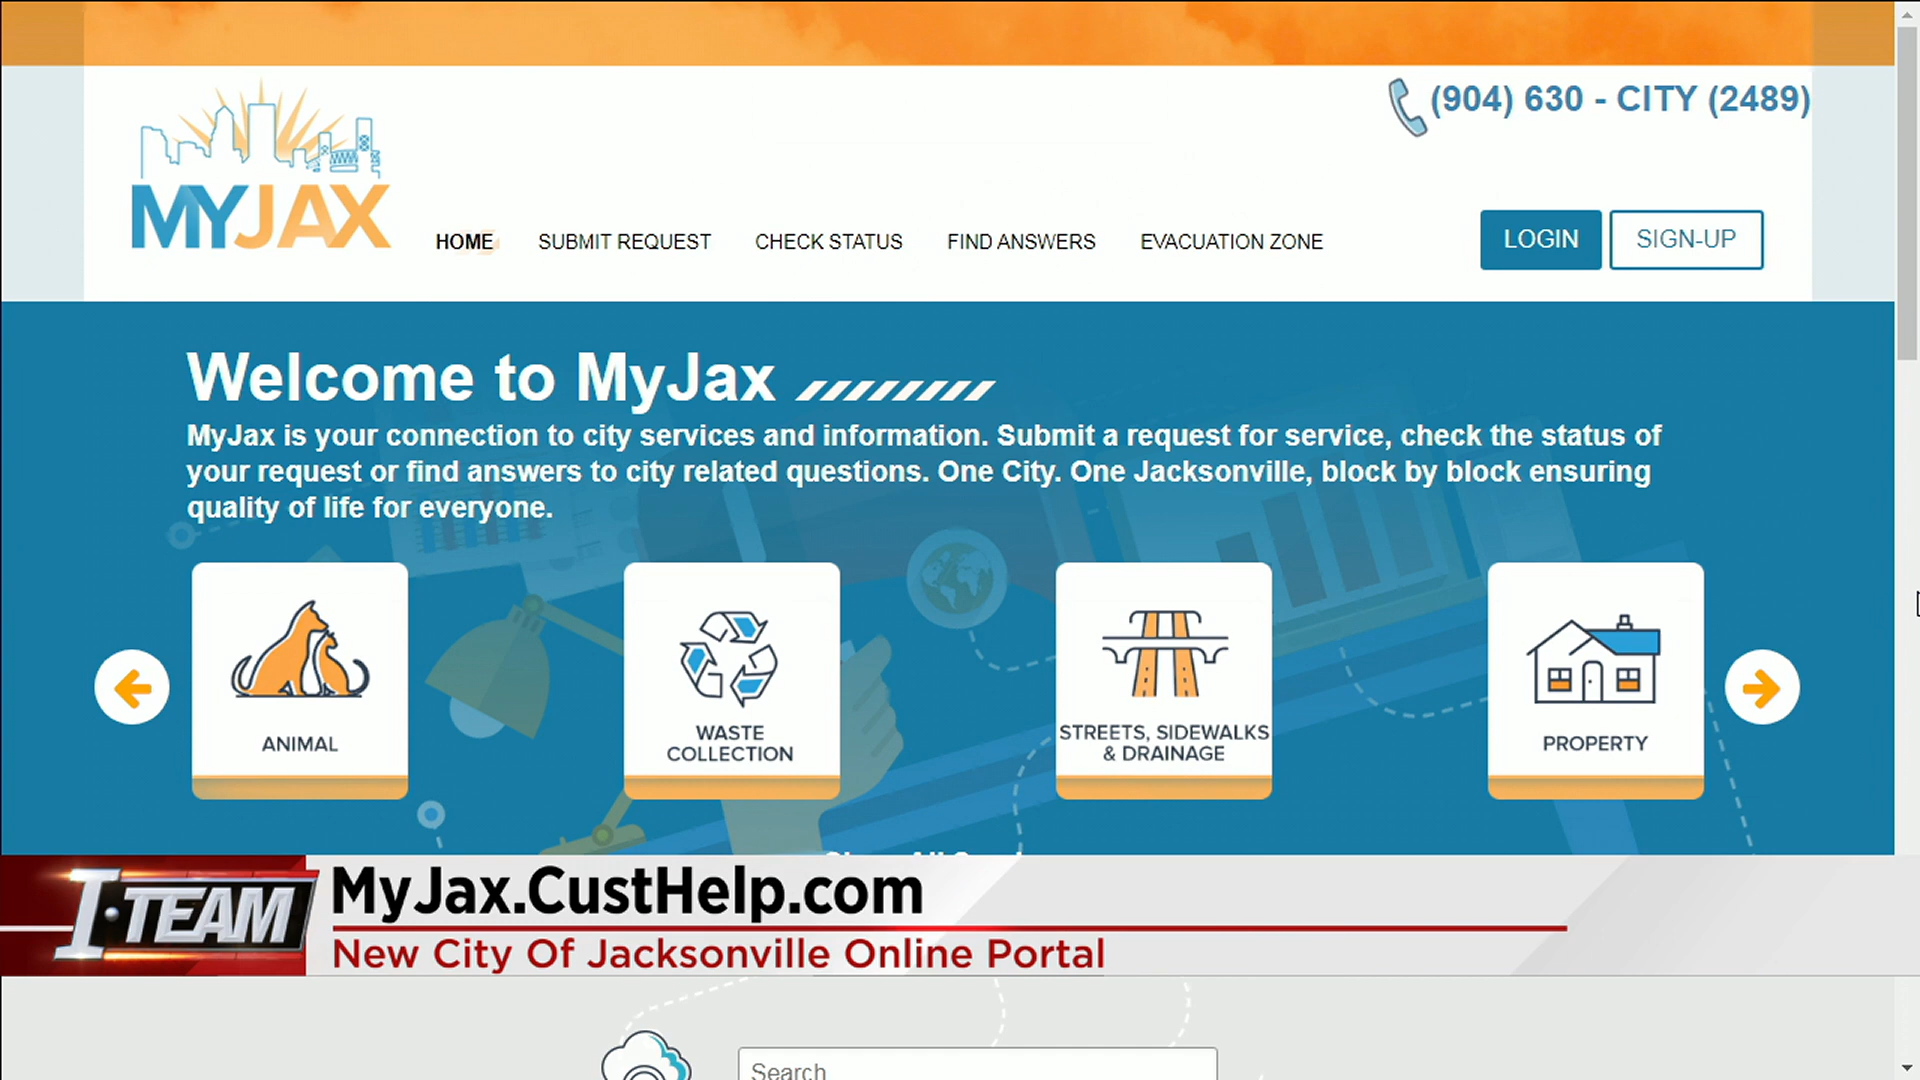 (904) 630 - CITY (2489)
MYJAX
HOME SUBMIT REQUEST CHECK STATUS FIND ANSWERS EVACUATION ZONE LOGIN SIGN-UP
Welcome to MyJax
MyJax is your connection to city services and information. Submit a request for service, check the status of
your request or find answers to city related questions. One City. One Jacksonville, block by block ensuring
quality of life for everyone.
ANIMAL
WASTE
COLLECTION
STREETS, SIDEWALKS
& DRAINAGE
PROPERTY
I-TEAM
MyJax.CustHelp.com
New City Of Jacksonville Online Portal
Search